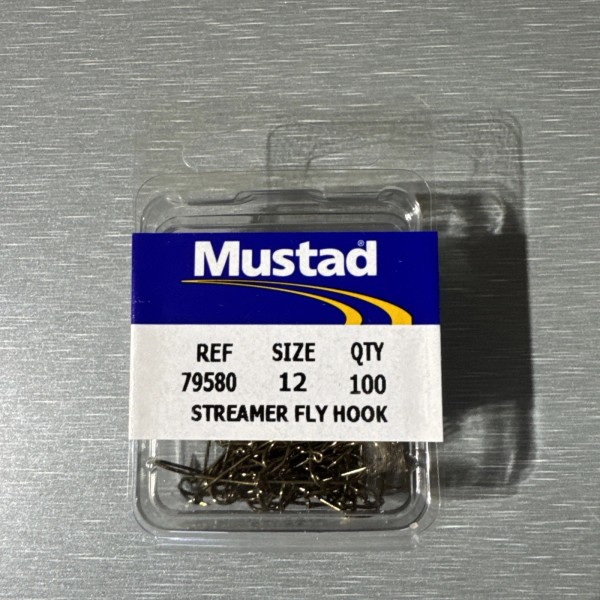 Mustad®
REF SIZE QTY
79580 12 100
STREAMER FLY HOOK